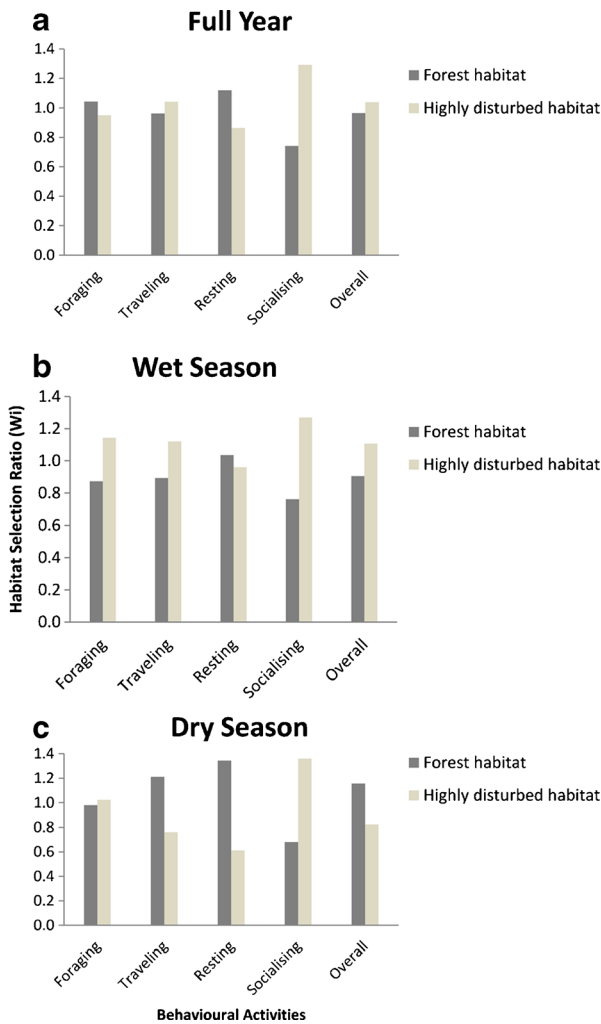 a
Full Year
1.4
1.2
1.0
0.8
0.6
0.4
0.2
0.0
Foraging
Traveling
Resting
Socialising
Overall
Forest habitat
Highly disturbed habitat
b
Wet Season
Habitat Selection Ratio (Wi)
1.4
1.2
1.0
0.8
0.6
0.4
0.2
0.0
Foraging
Traveling
Resting
Socialising
Overall
Forest habitat
Highly disturbed habitat
c
Dry Season
1.4
1.2
1.0
0.8
0.6
0.4
0.2
0.0
Foraging
Traveling
Resting
Socialising
Overall
Forest habitat
Highly disturbed habitat
Behavioural Activities